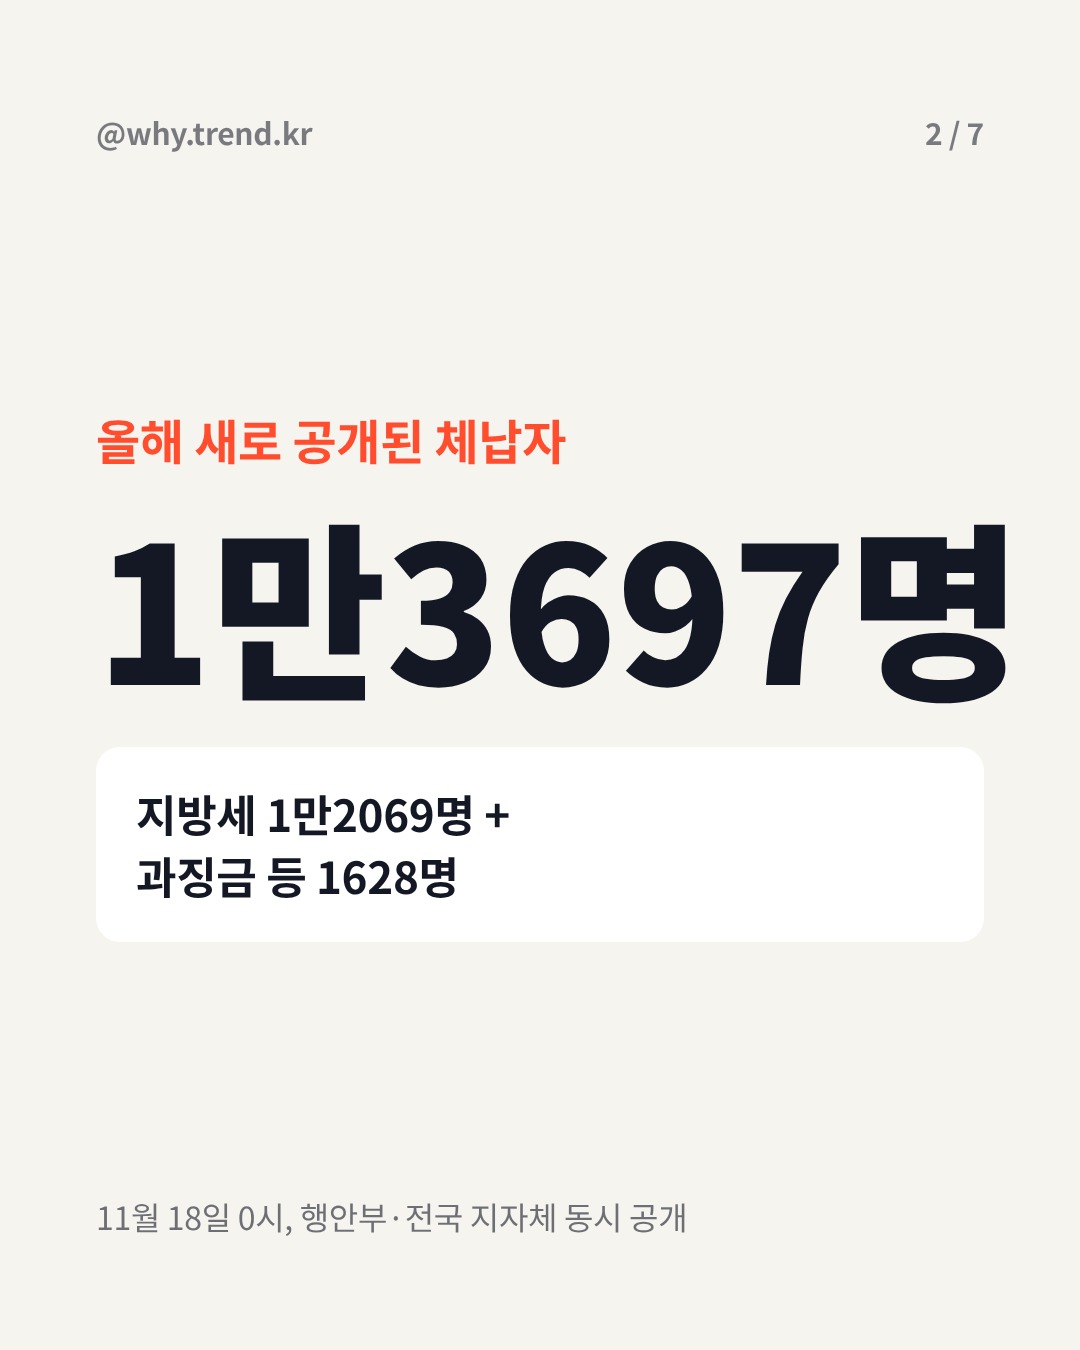 @why.trend.kr
2 / 7
올해 새로 공개된 체납자
1만3697명
지방세 1만2069명 +
과징금 등 1628명
11월 18일 0시, 행안부·전국 지자체 동시 공개